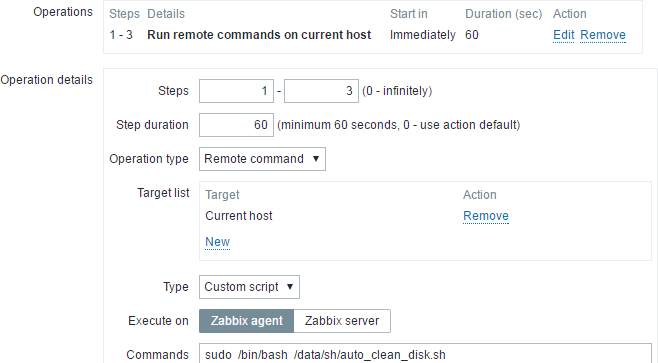 Operations Steps Details Start in Duration (sec) Action
1 - 3 Run remote commands on current host Immediately 60 Edit Remove
Operation details
Steps 1 - 3 (0 - infinitely)
Step duration 60 (minimum 60 seconds, 0 - use action default)
Operation type Remote command
Target list Target Action
Current host Remove
New
Type Custom script
Execute on Zabbix agent Zabbix server
Commands sudo /bin/bash /data/sh/auto_clean_disk.sh